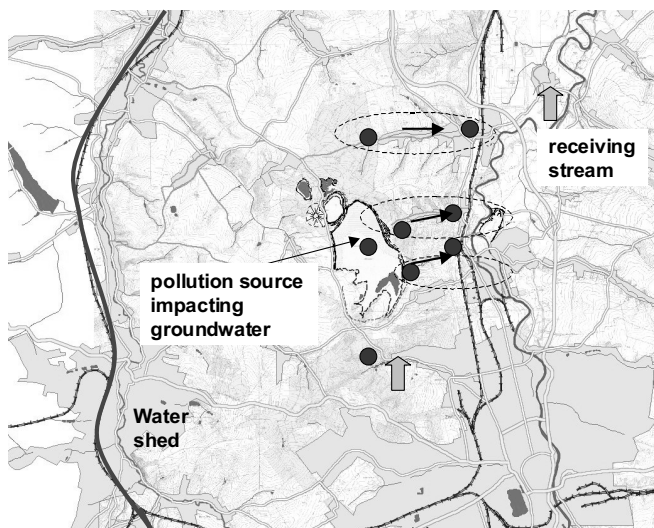 receiving
stream
pollution source
impacting
groundwater
Water
shed